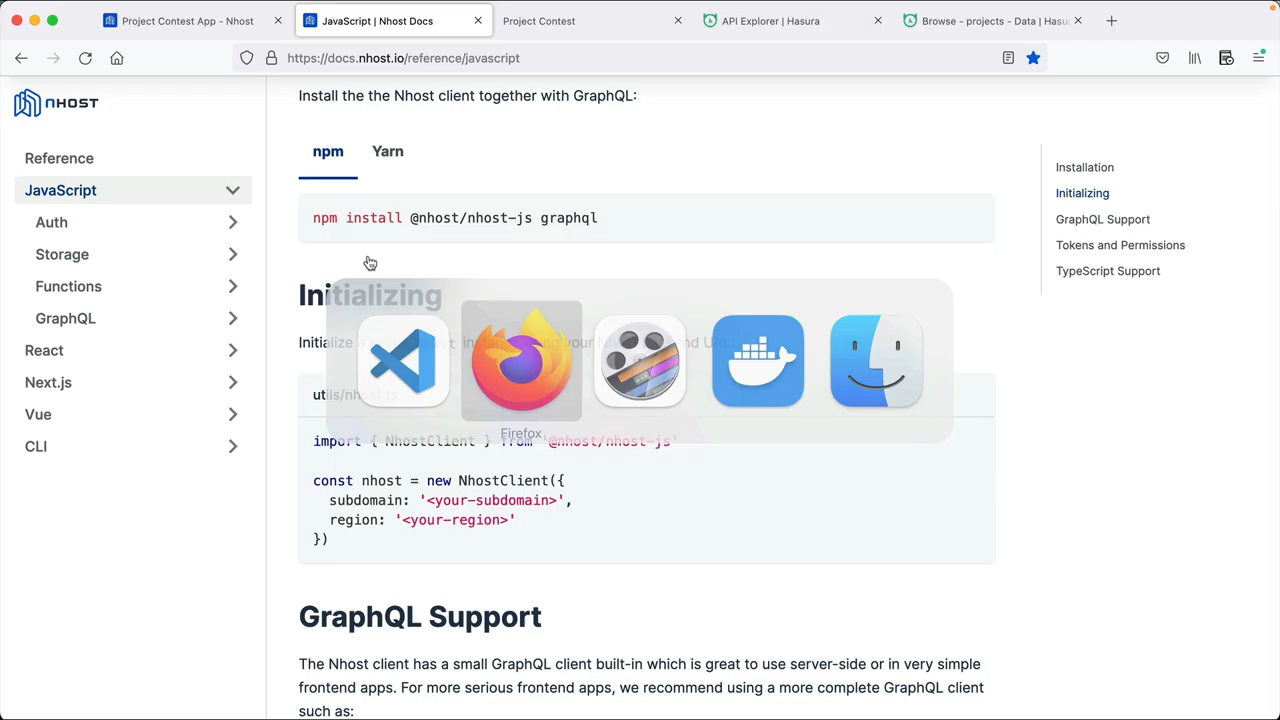 Project Contest App - Nhost
JavaScript | Nhost Docs
Project Contest
API Explorer | Hasura
Browse - projects - Data | Hasu
https://docs.nhost.io/reference/javascript
nHOST
Reference
JavaScript
Auth
Storage
Functions
GraphQL
React
Next.js
Vue
CLI
Install the the Nhost client together with GraphQL:
npm
Yarn
npm install @nhost/nhost-js graphql
Initializing
Initialize
utils/nhost.ts
Firefox
import { NhostClient } from '@nhost/nhost-js'
const nhost = new NhostClient({
subdomain: '<your-subdomain>',
region: '<your-region>'
})
GraphQL Support
The Nhost client has a small GraphQL client built-in which is great to use server-side or in very simple
frontend apps. For more serious frontend apps, we recommend using a more complete GraphQL client
such as:
Installation
Initializing
GraphQL Support
Tokens and Permissions
TypeScript Support